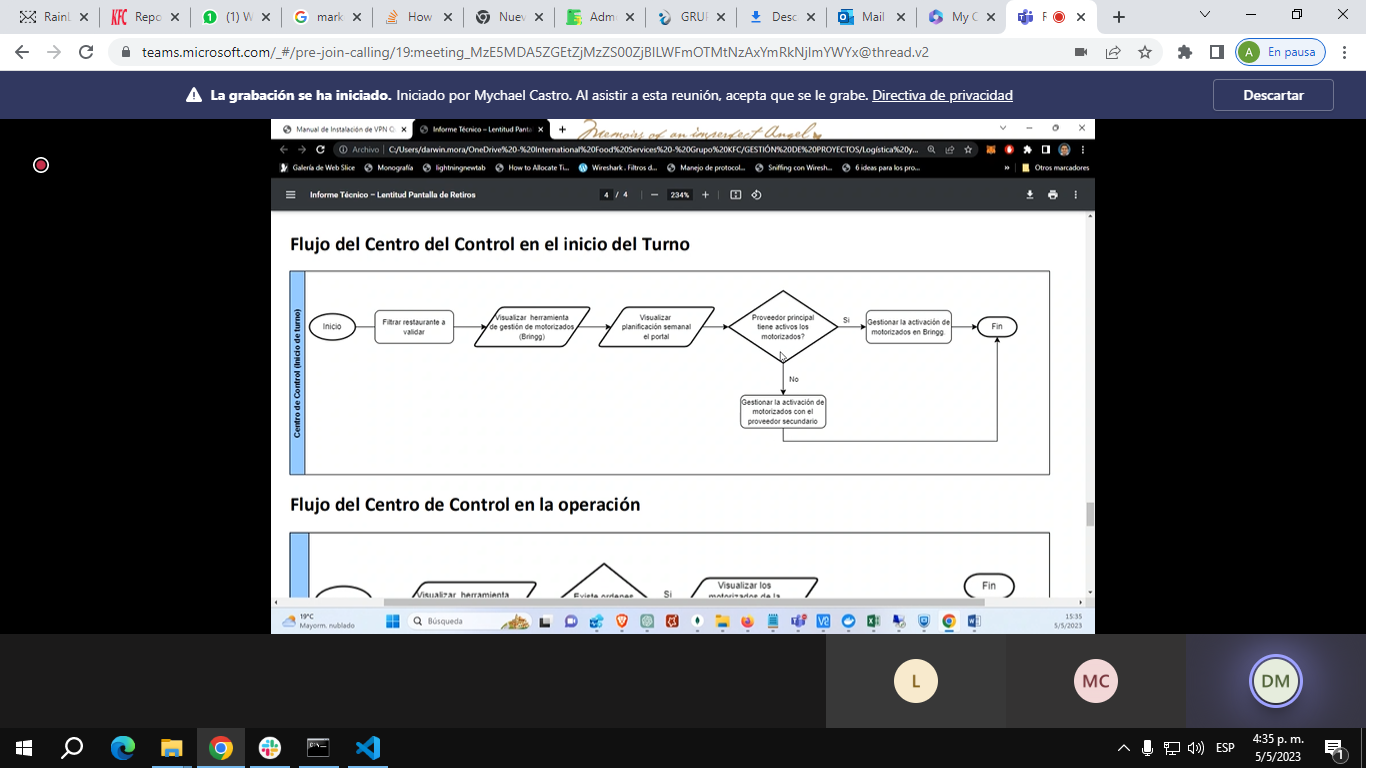 RainL
KFC Repo
(1) W
mark
How
Nuev
Adm
GRUP
Desc
Mail
My C
teams.microsoft.com/_#/pre-join-calling/19:meeting_MzE5MDA5ZGEtZjMzZS00ZjBlLWFmOTMtNzAxYmRkNjlmYWYx@thread.v2
A En pausa
La grabación se ha iniciado. Iniciado por Mychael Castro. Al asistir a esta reunión, acepta que se le grabe. Directiva de privacidad
Descartar
Manual de Instalación de VPN C
Informe Técnico – Lentitud Panta
Memoirs of an imperfect Angel
Archivo | C:/Users/darwin.mora/OneDrive%20-%20International%20Food%20Services%20-%20Grupo%20KFC/GESTIÓN%20DE%20PROYECTOS/Logística%20y...
Galería de Web Slice
Monografía
lightningnewtab
How to Allocate Ti...
Wireshark . Filtros d...
Manejo de protocol...
Sniffing con Wiresh...
6 ideas para los pro...
» Otros marcadores
Informe Técnico – Lentitud Pantalla de Retiros
4 / 4
— 234% +
Flujo del Centro del Control en el inicio del Turno
Centro de Control (Inicio de turno)
Inicio
Filtrar restaurante a
validar
Visualizar herramienta
de gestión de motorizados
(Bringg)
Visualizar
planificación semanal
el portal
Proveedor principal
tiene activos los
motorizados?
Si
Gestionar la activación de
motorizados en Bringg.
Fin
No
Gestionar la activación de
motorizados con el
proveedor secundario
Flujo del Centro de Control en la operación
Visualizar herramienta
Existe ordenes
Si
Visualizar los
motorizados de la
Fin
19°C
Mayorm. nublado
Búsqueda
15:35
5/5/2023
L
MC
DM
ESP
4:35 p. m.
5/5/2023
1